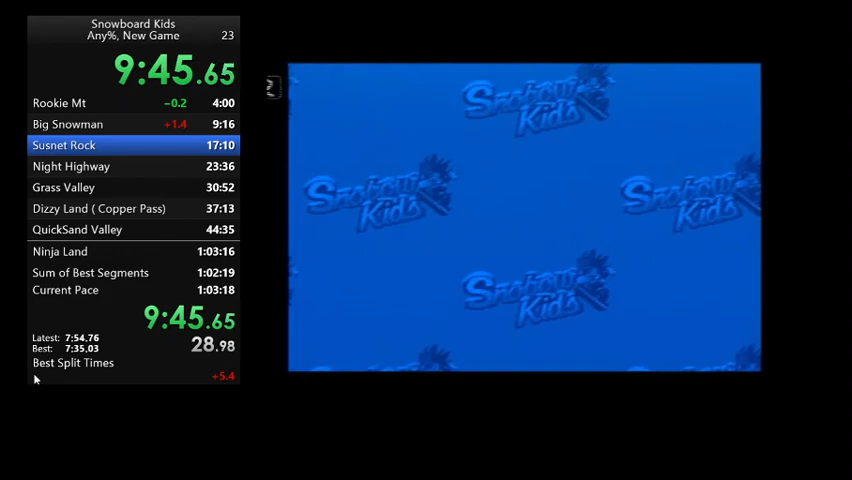 Snowboard Kids
Any%, New Game 23
9:45.65
Rookie Mt −0.2 4:00
Big Snowman +1.4 9:16
Susnet Rock 17:10
Night Highway 23:36
Grass Valley 30:52
Dizzy Land ( Copper Pass) 37:13
QuickSand Valley 44:35
Ninja Land 1:03:16
Sum of Best Segments 1:02:19
Current Pace 1:03:18
9:45.65
Latest: 7:54.76
Best: 7:35.03
28.98
Best Split Times
+5.4
Snobow Kids
Snobow Kids
Snobow Kids
Snobow Kids